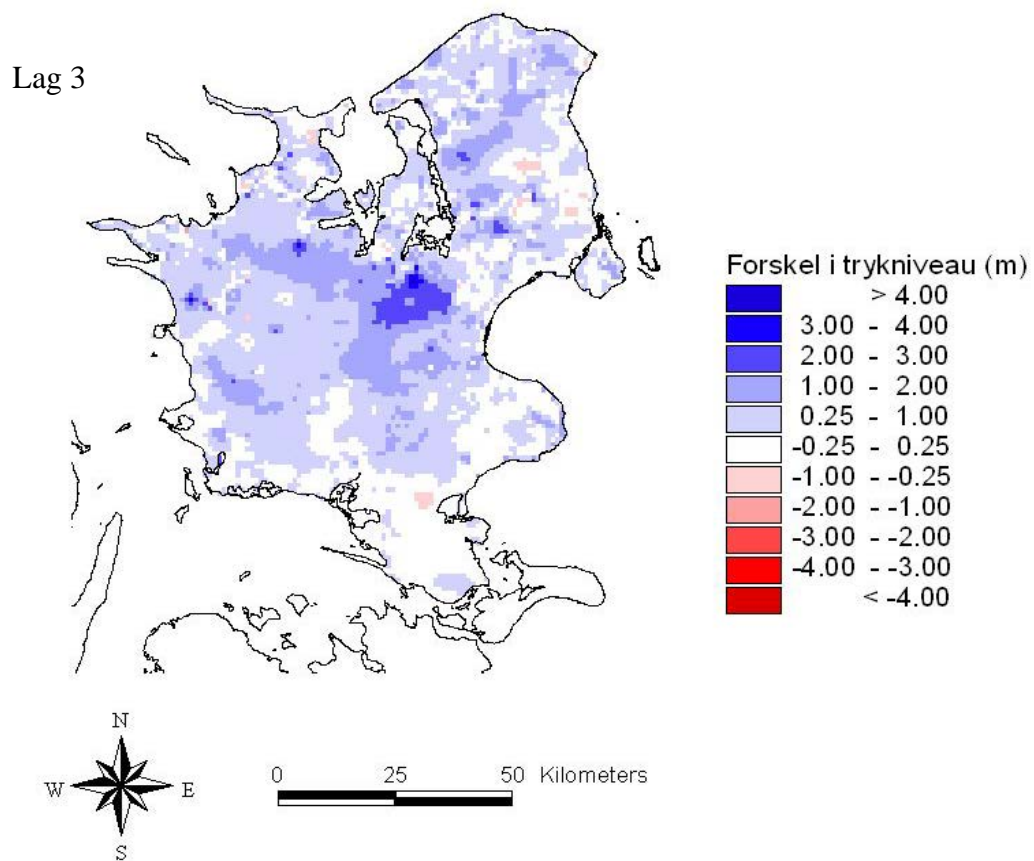 Lag 3
Forskel i trykniveau (m)
> 4.00
3.00 - 4.00
2.00 - 3.00
1.00 - 2.00
0.25 - 1.00
-0.25 - 0.25
-1.00 - -0.25
-2.00 - -1.00
-3.00 - -2.00
-4.00 - -3.00
< -4.00
N
W E
S
0 25 50 Kilometers